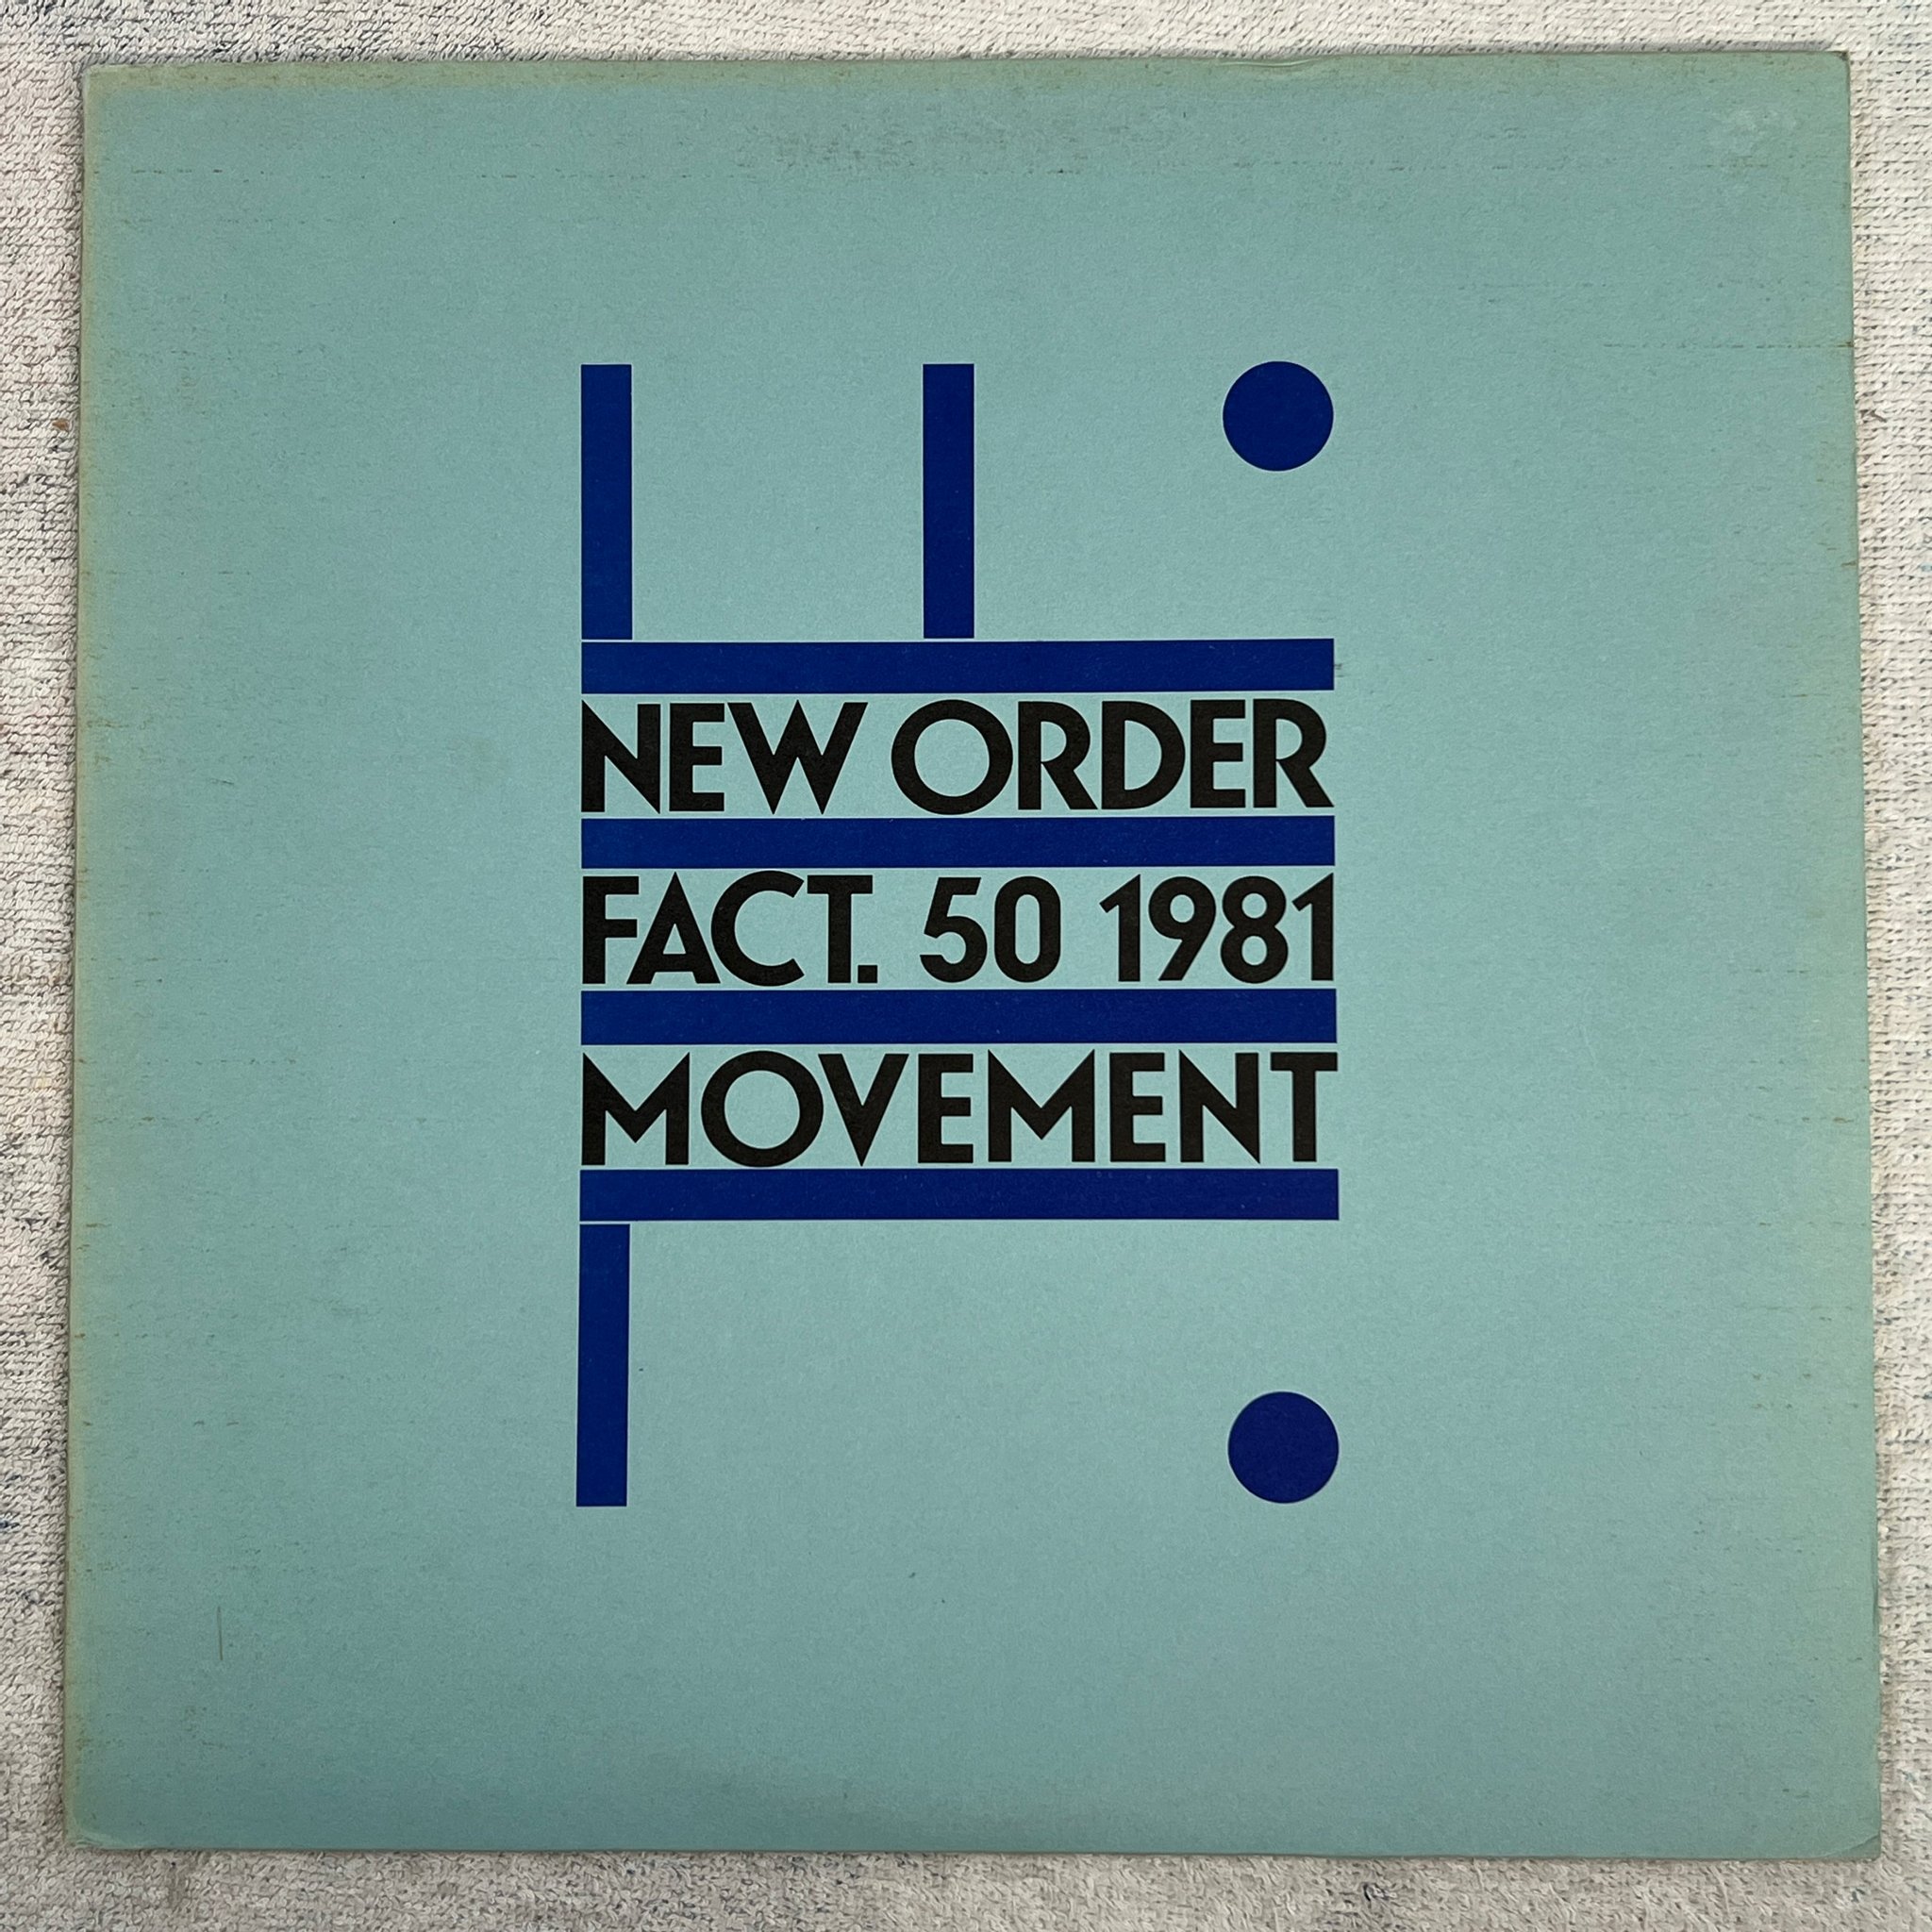 NEW ORDER
FACT. 50 1981
MOVEMENT